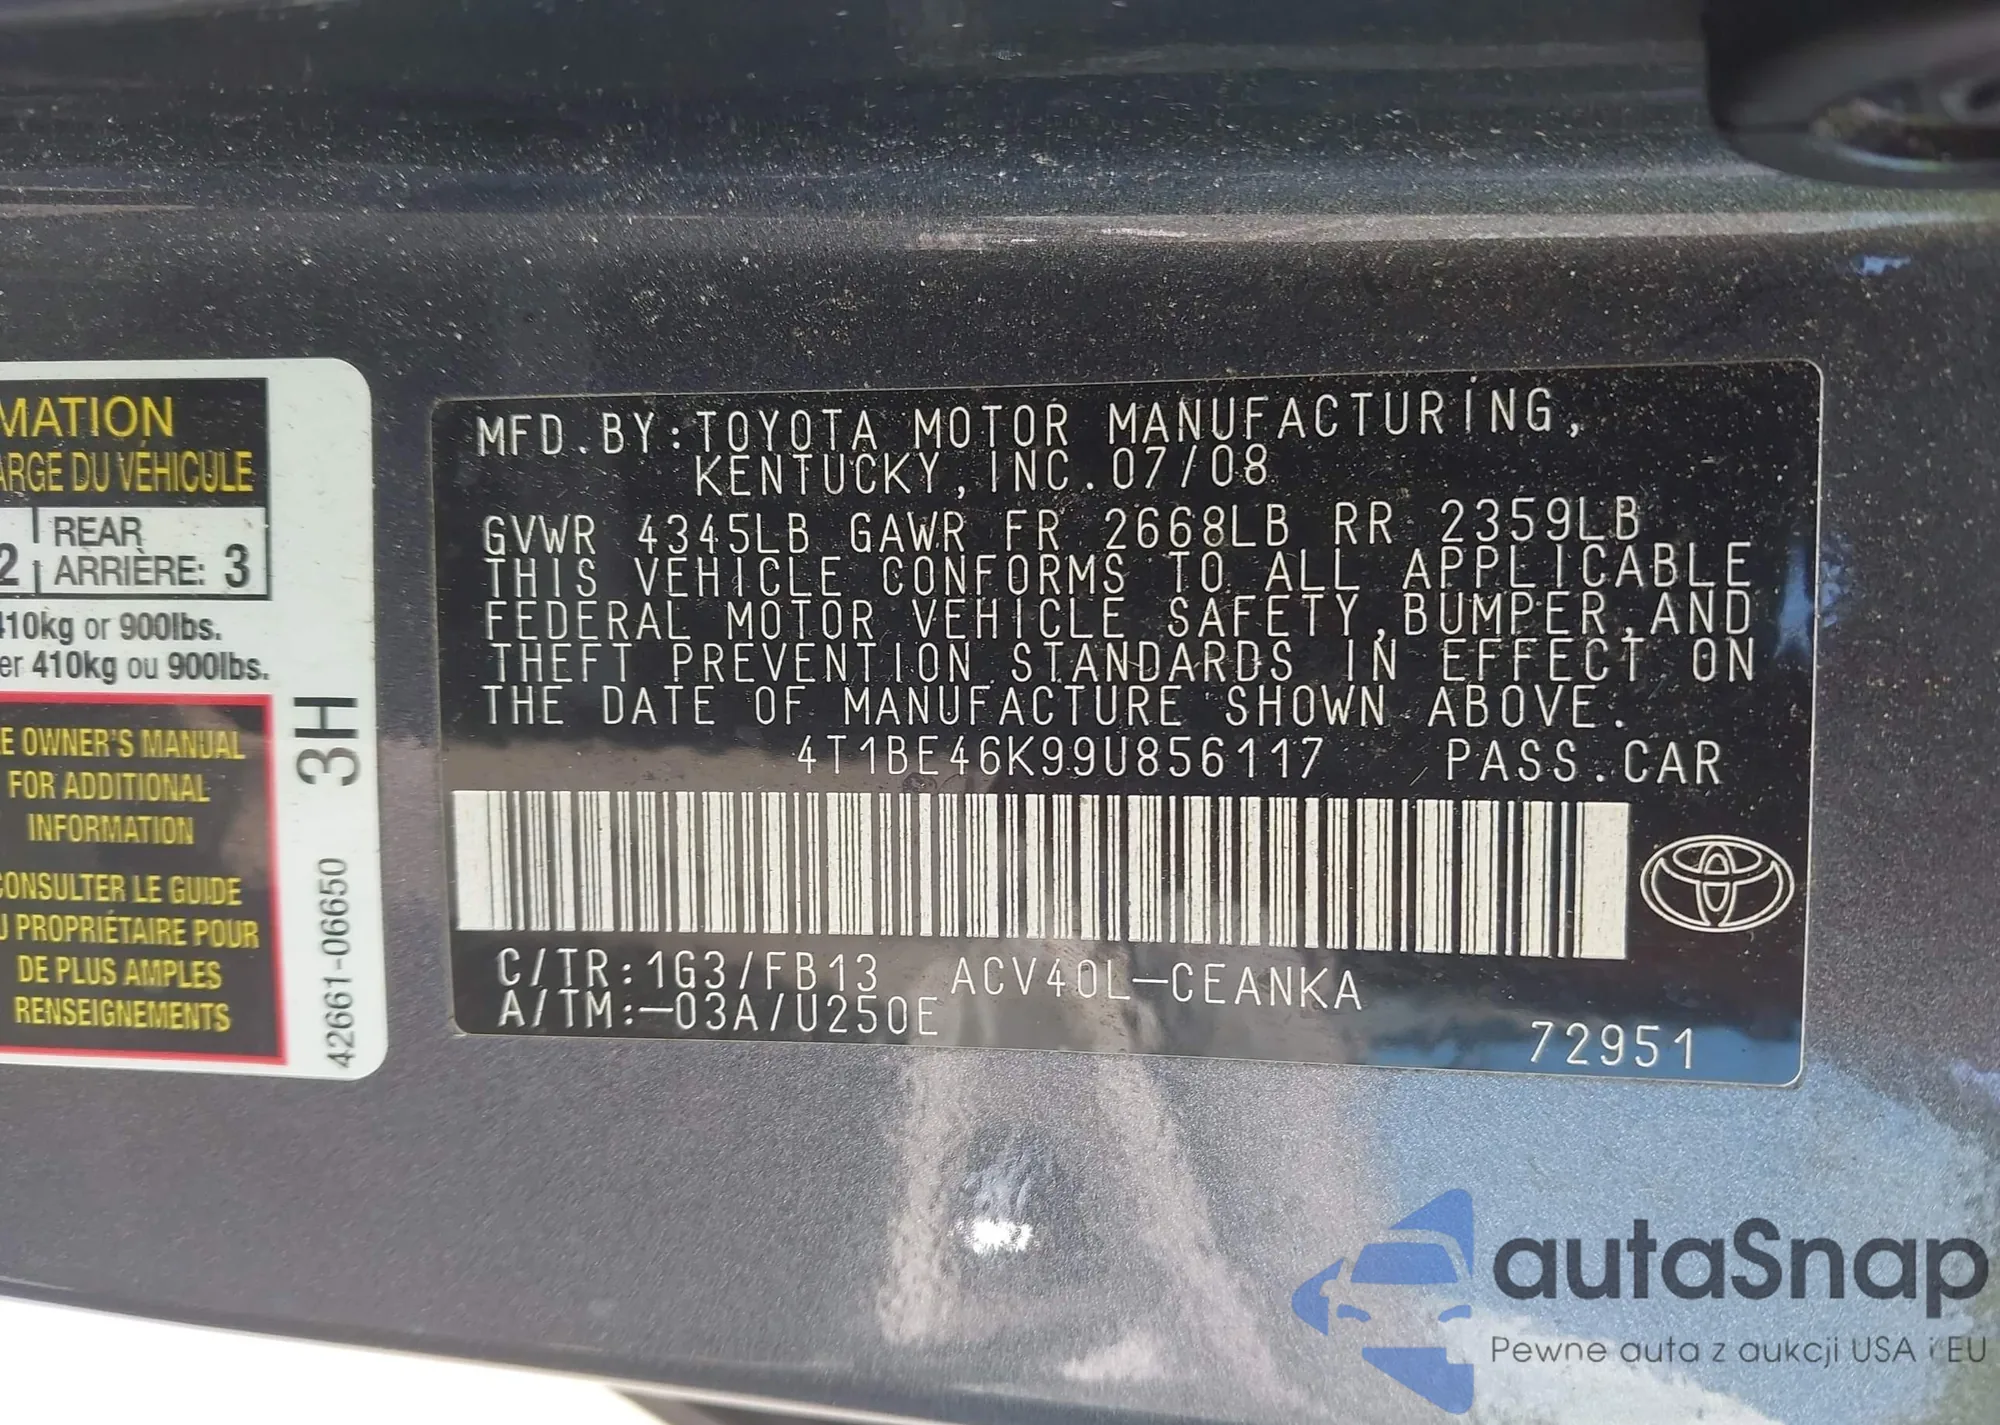 MATION
ARGE DU VÉHICULE
2
REAR
ARRIÈRE: 3
410kg or 900lbs.
er 410kg ou 900lbs.
E OWNER'S MANUAL
FOR ADDITIONAL
INFORMATION
CONSULTER LE GUIDE
U PROPRIÉTAIRE POUR
DE PLUS AMPLES
RENSEIGNEMENTS
3H
42661-06650
MFD.BY:TOYOTA MOTOR MANUFACTURING,
KENTUCKY,INC.07/08
GVWR 4345LB GAWR FR 2668LB RR 2359LB
THIS VEHICLE CONFORMS TO ALL APPLICABLE
FEDERAL MOTOR VEHICLE SAFETY,BUMPER,AND
THEFT PREVENTION STANDARDS IN EFFECT ON
THE DATE OF MANUFACTURE SHOWN ABOVE.
4T1BE46K99U856117 PASS.CAR
C/TR:1G3/FB13 ACV40L-CEANKA
A/TM:-03A/U250E
72951
autaSnap
Pewne auta z aukcji USA i EU